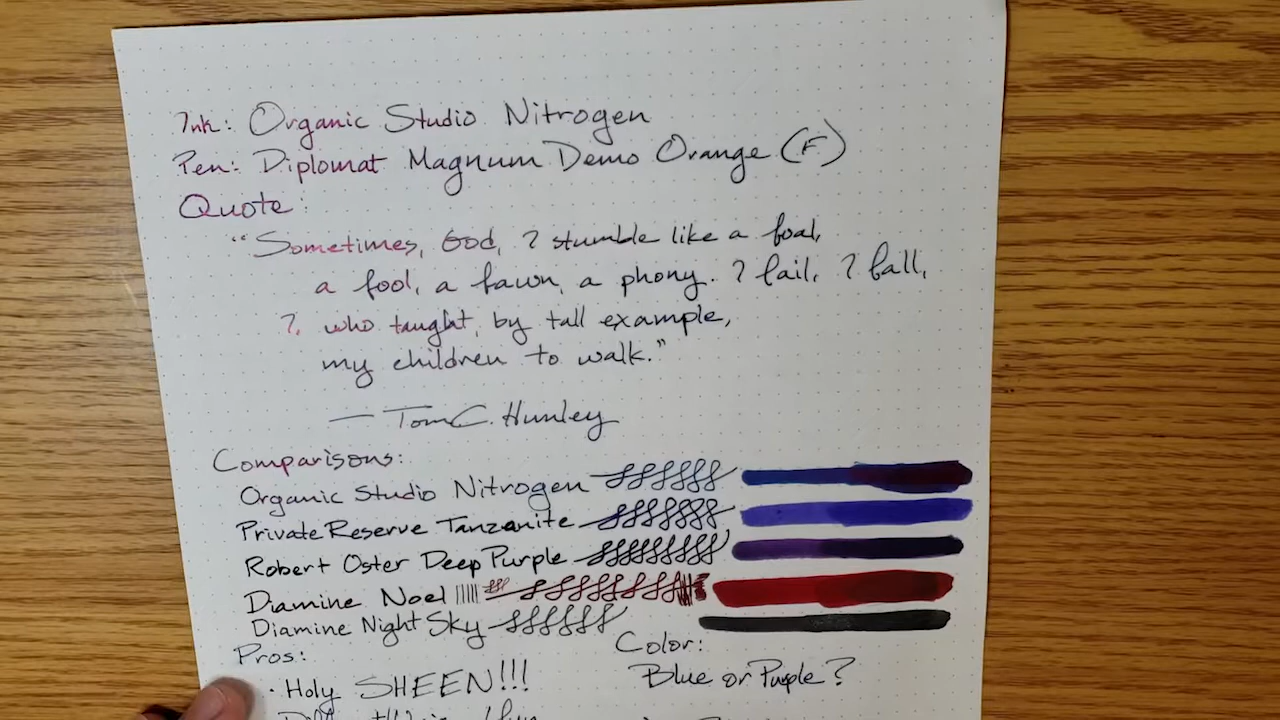 Ink: Organic Studio Nitrogen
Pen: Diplomat Magnum Demo Orange (F)
Quote:
"Sometimes, God, I stumble like a foal,
a fool, a fawn, a phony. I fail, I fall,
I, who taught, by tall example,
my children to walk."
— Tom C. Hunley
Comparisons:
Organic Studio Nitrogen
Private Reserve Tanzanite
Robert Oster Deep Purple
Diamine Noel
Diamine Night Sky
Pros:
· Holy SHEEN!!!
Color:
Blue or Purple?